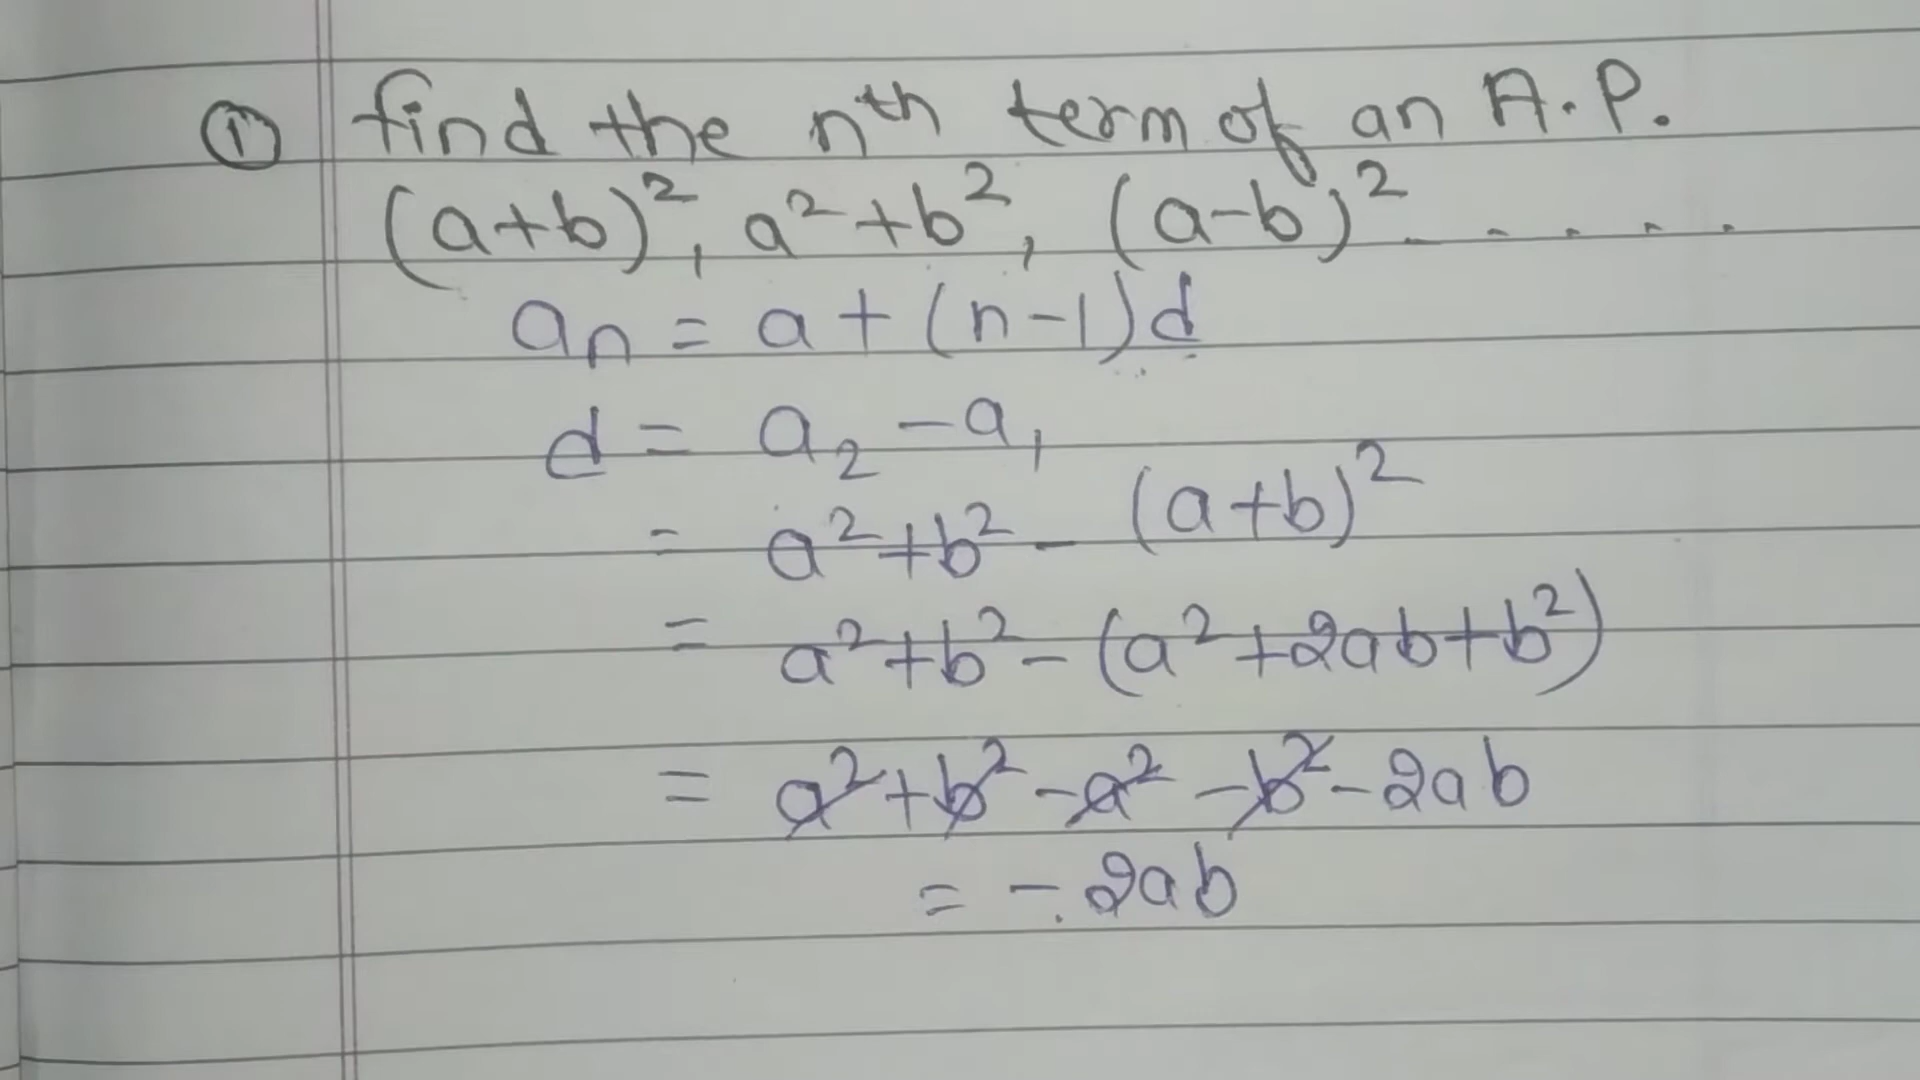 ① find the nᵗʰ term of an A.P.
(a+b)², a²+b², (a-b)² .....
aₙ = a + (n-1)d
d = a₂ - a₁
= a²+b² - (a+b)²
= a²+b² - (a²+2ab+b²)
= a²+b² - a² - b² - 2ab
= - 2ab